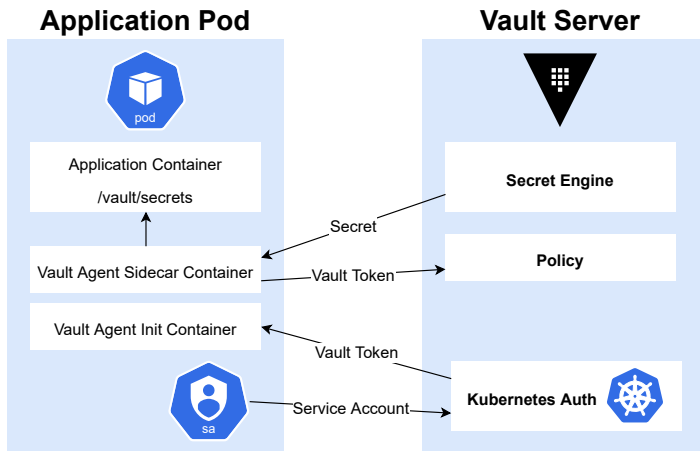 Application Pod
Vault Server
pod
Application Container
/vault/secrets
Secret Engine
Secret
Vault Agent Sidecar Container
Vault Token
Policy
Vault Agent Init Container
Vault Token
Kubernetes Auth
Service Account
sa